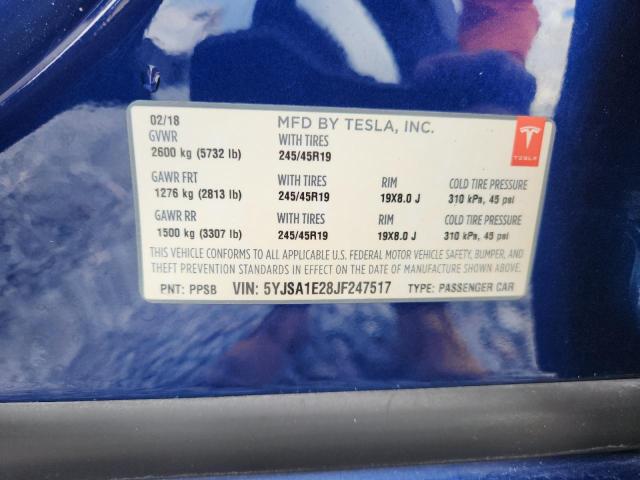 02/18 MFD BY TESLA, INC.
GVWR WITH TIRES
2600 kg (5732 lb) 245/45R19
TESLA
GAWR FRT WITH TIRES RIM COLD TIRE PRESSURE
1276 kg (2813 lb) 245/45R19 19X8.0 J 310 kPa, 45 psi
GAWR RR WITH TIRES RIM COLD TIRE PRESSURE
1500 kg (3307 lb) 245/45R19 19X8.0 J 310 kPa, 45 psi
THIS VEHICLE CONFORMS TO ALL APPLICABLE U.S. FEDERAL MOTOR VEHICLE SAFETY, BUMPER, AND
THEFT PREVENTION STANDARDS IN EFFECT ON THE DATE OF MANUFACTURE SHOWN ABOVE.
PNT: PPSB VIN: 5YJSA1E28JF247517 TYPE: PASSENGER CAR